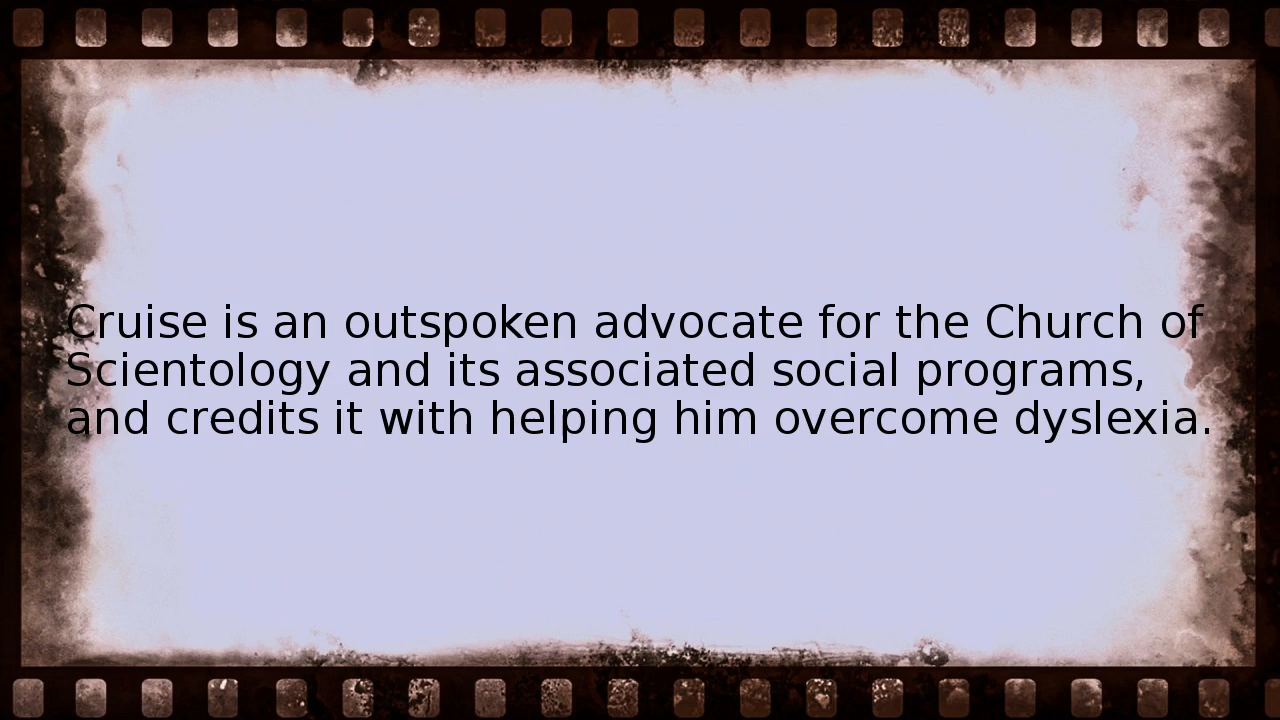 Cruise is an outspoken advocate for the Church of
Scientology and its associated social programs,
and credits it with helping him overcome dyslexia.